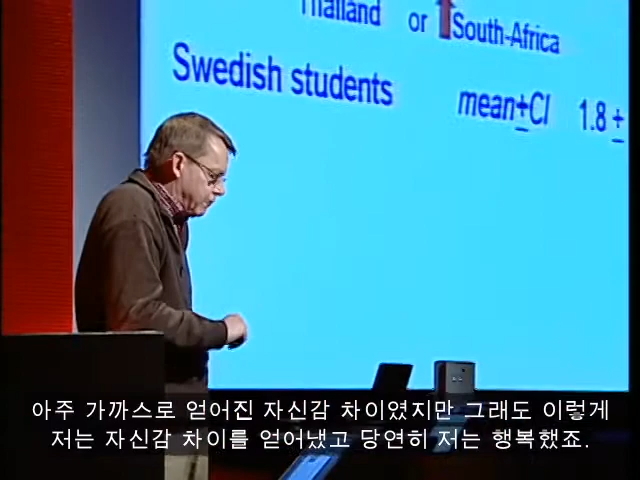 Thailand or South-Africa
Swedish students mean±CI 1.8 ±
아주 가까스로 얻어진 자신감 차이였지만 그래도 이렇게
저는 자신감 차이를 얻어냈고 당연히 저는 행복했죠.